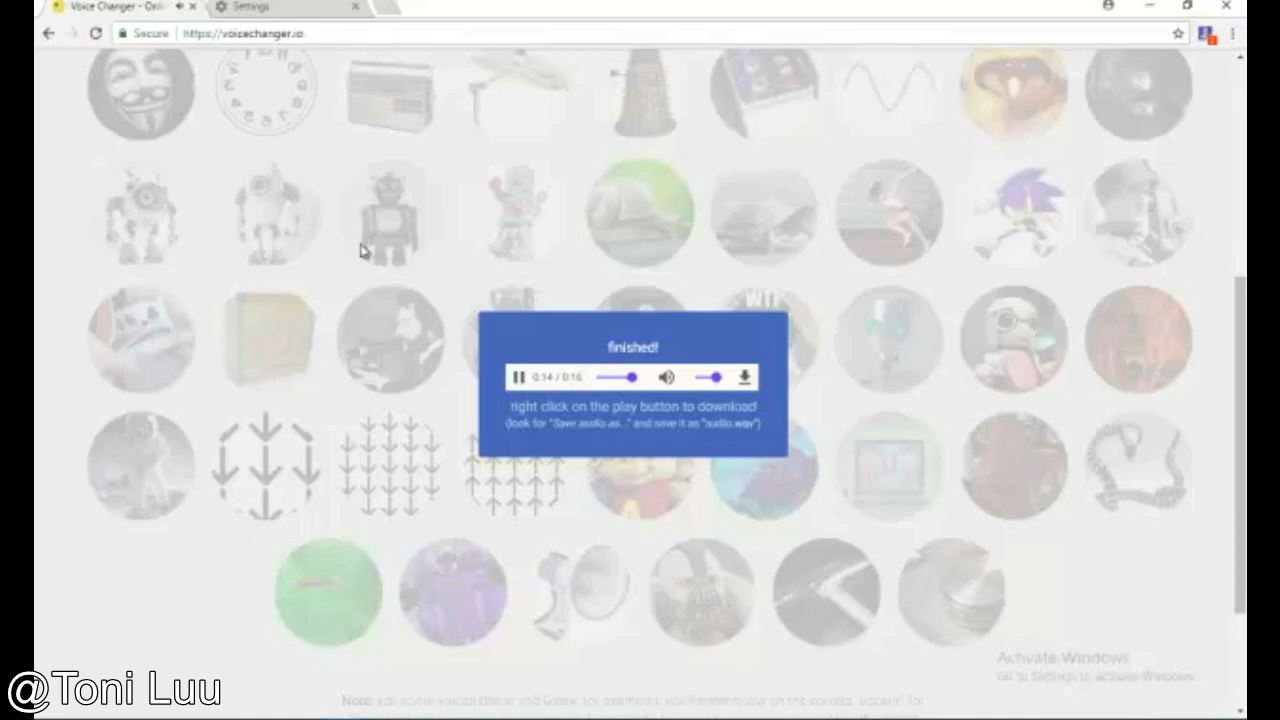 Voice Changer - Onli
Settings
Secure
https://voicechanger.io
WIT
finished!
0:14 / 0:16
right click on the play button to download
(look for "Save audio as..." and save it as "audio.wav")
A
Activate Windows
Go to Settings to activate Windows.
@Toni Luu